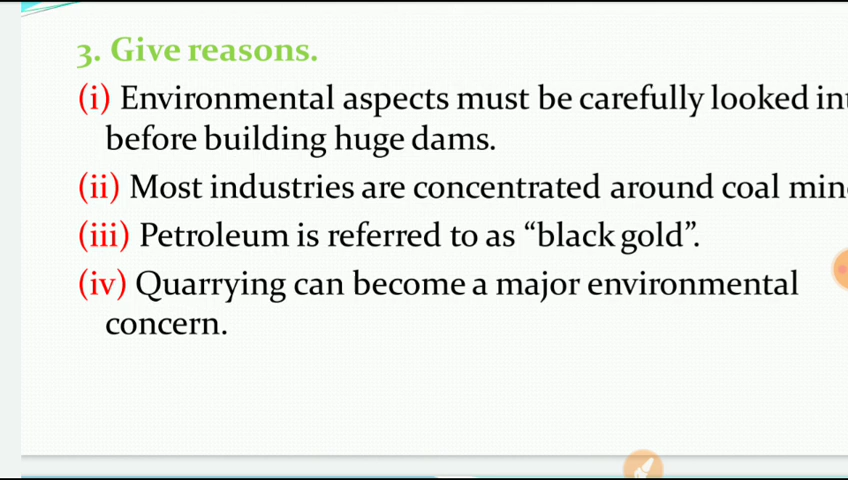 3. Give reasons.
(i) Environmental aspects must be carefully looked
before building huge dams.
(ii) Most industries are concentrated around coal
(iii) Petroleum is referred to as “black gold”.
(iv) Quarrying can become a major environmental
concern.